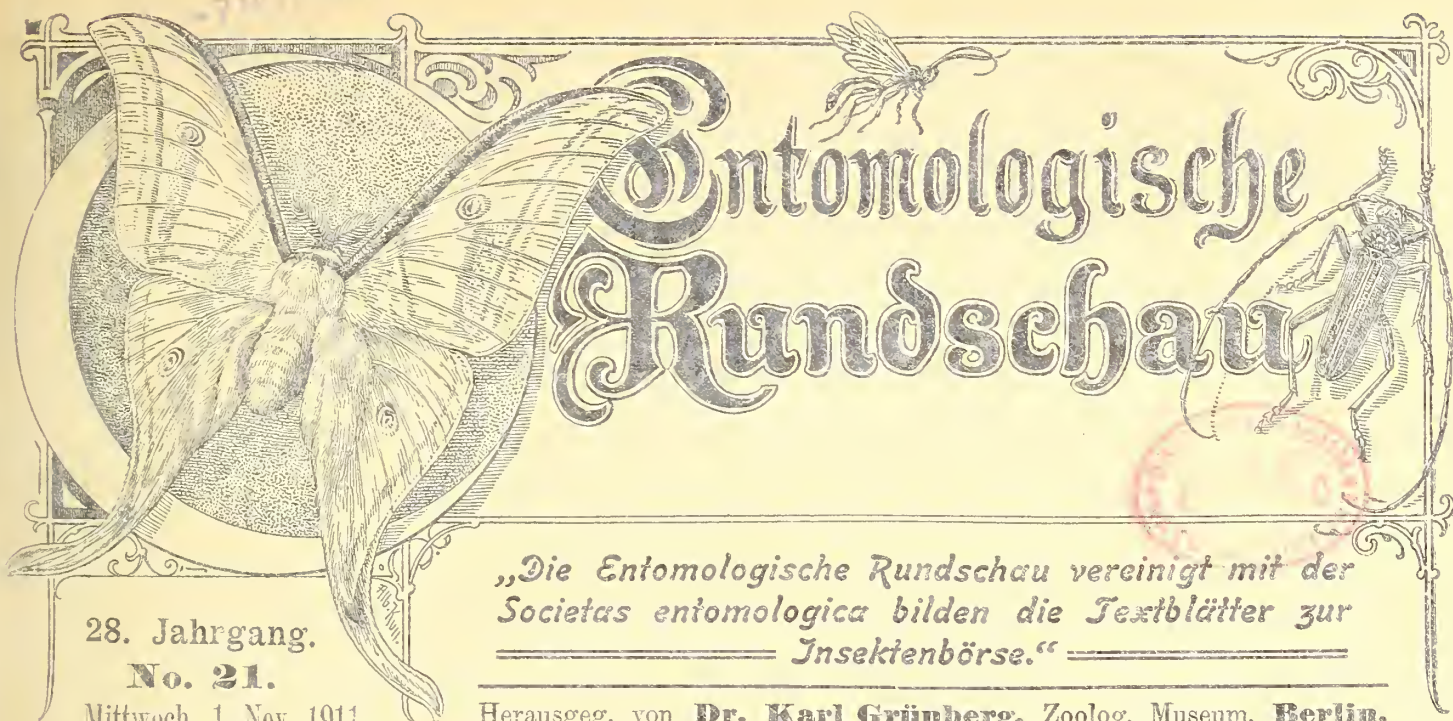 Entomologische
Rundschau
„Die Entomologische Rundschau vereinigt mit der
Societas entomologica bilden die Textblätter zur
Insektenbörse.“
28. Jahrgang.
No. 21.
Mittwoch, 1. Nov. 1911.
Herausgeg. von Dr. Karl Grünberg, Zoolog. Museum, Berlin.